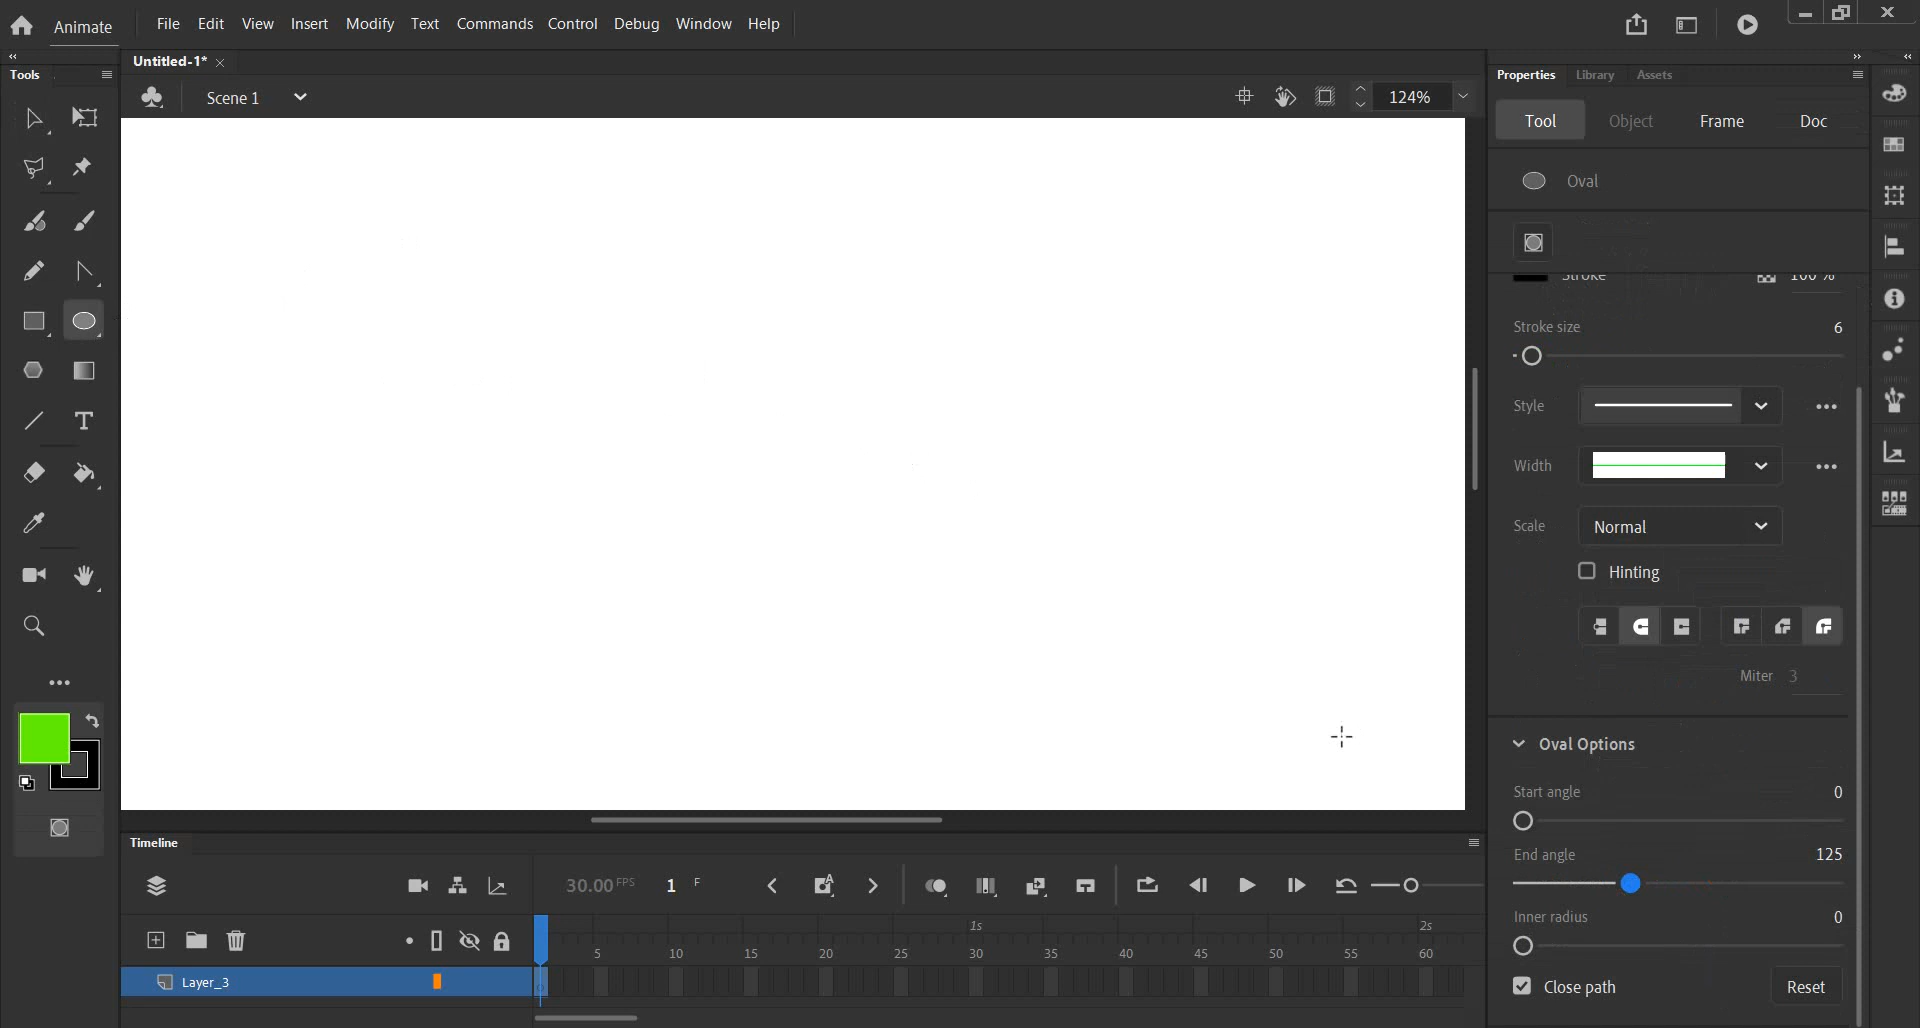 Animate File Edit View Insert Modify Text Commands Control Debug Window Help
Tools
Untitled-1*
Scene 1
124%
Properties Library Assets
Tool Object Frame Doc
Oval
Stroke 100 %
Stroke size 6
Style
Width
Scale Normal
Hinting
Miter 3
Oval Options
Start angle 0
End angle 125
Inner radius 0
Close path Reset
Timeline
30.00 FPS 1 F
1s 2s
5 10 15 20 25 30 35 40 45 50 55 60
Layer_3